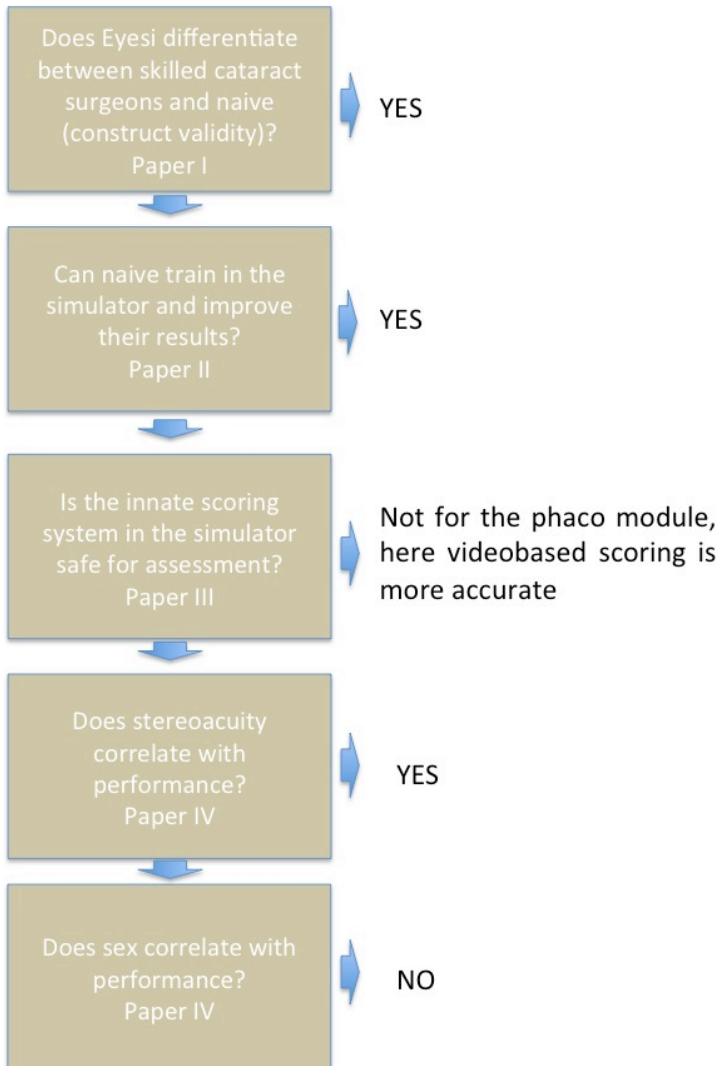 Does Eyesi differentiate
between skilled cataract
surgeons and naive
(construct validity)?
Paper I
YES
Can naive train in the
simulator and improve
their results?
Paper II
YES
Is the innate scoring
system in the simulator
safe for assessment?
Paper III
Not for the phaco module,
here videobased scoring is
more accurate
Does stereoacuity
correlate with
performance?
Paper IV
YES
Does sex correlate with
performance?
Paper IV
NO